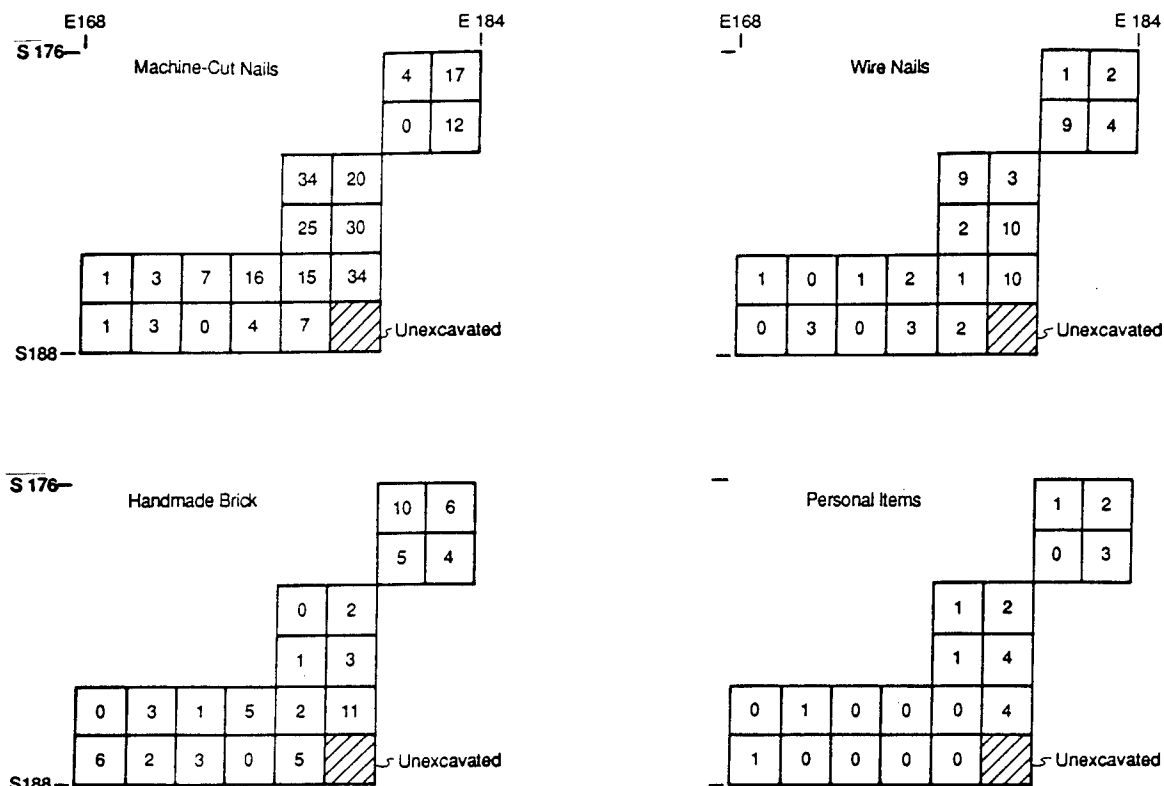 E168 E 184 E168 E 184
S 176
Machine-Cut Nails Wire Nails
4 17 1 2
0 12 9 4
34 20 9 3
25 30 2 10
1 3 7 16 15 34 1 0 1 2 1 10
1 3 0 4 7 Unexcavated 0 3 0 3 2 Unexcavated
S188
S 176
Handmade Brick Personal Items
10 6 1 2
5 4 0 3
0 2 1 2
1 3 1 4
0 3 1 5 2 11 0 1 0 0 0 4
6 2 3 0 5 Unexcavated 1 0 0 0 0 Unexcavated
S188